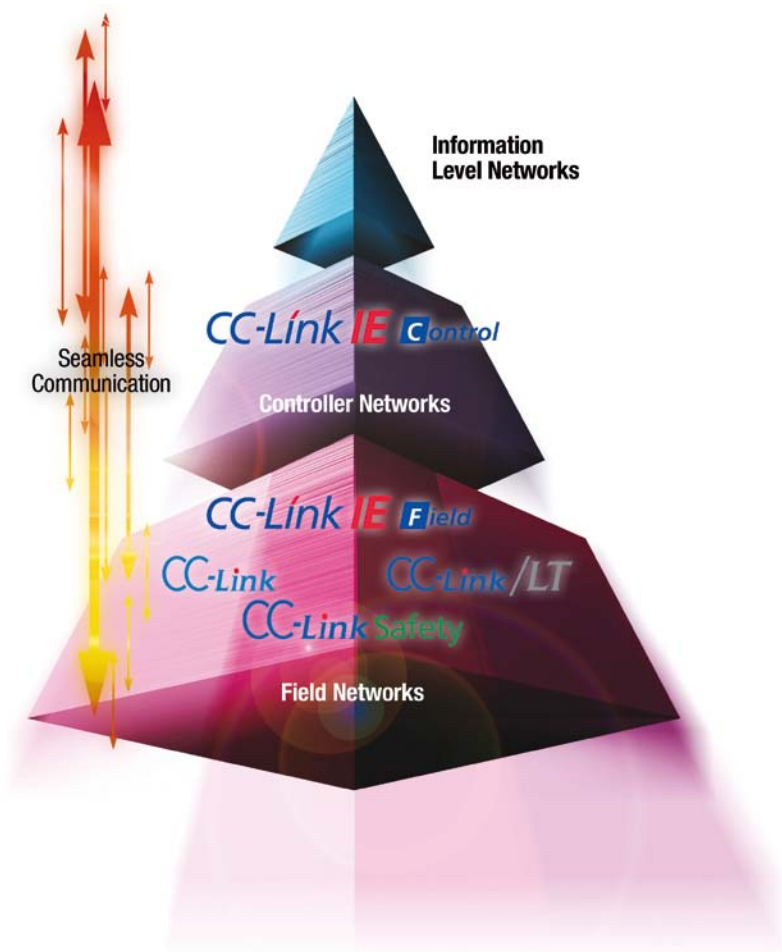 Information
Level Networks
CC-Link IE Control
Seamless
Communication
Controller Networks
CC-Link IE Field
CC-Link
CC-Link/LT
CC-Link Safety
Field Networks